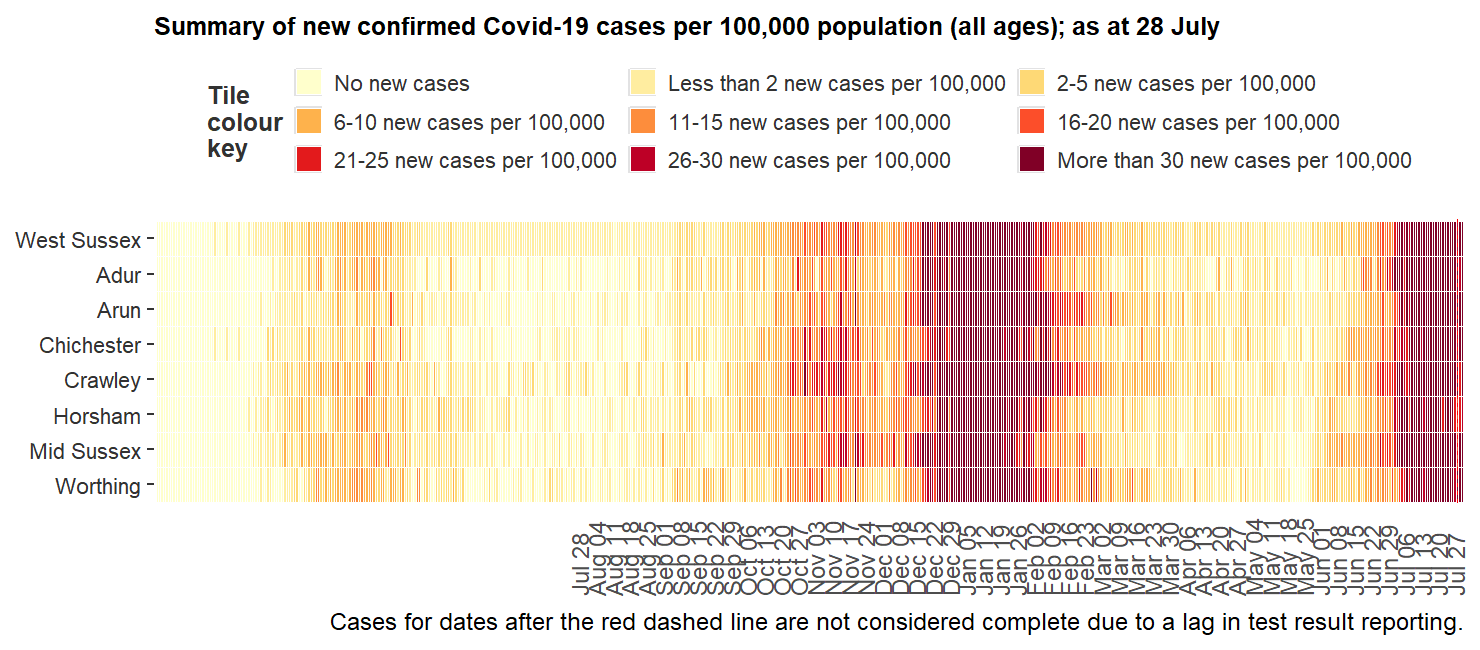 Summary of new confirmed Covid-19 cases per 100,000 population (all ages); as at 28 July
Tile colour key
No new cases
Less than 2 new cases per 100,000
2-5 new cases per 100,000
6-10 new cases per 100,000
11-15 new cases per 100,000
16-20 new cases per 100,000
21-25 new cases per 100,000
26-30 new cases per 100,000
More than 30 new cases per 100,000
West Sussex
Adur
Arun
Chichester
Crawley
Horsham
Mid Sussex
Worthing
Jul 28
Aug 04
Aug 11
Aug 18
Aug 25
Sep 01
Sep 08
Sep 15
Sep 22
Sep 29
Oct 06
Oct 13
Oct 20
Oct 27
Nov 03
Nov 10
Nov 17
Nov 24
Dec 01
Dec 08
Dec 15
Dec 22
Dec 29
Jan 05
Jan 12
Jan 19
Jan 26
Feb 02
Feb 09
Feb 16
Feb 23
Mar 02
Mar 09
Mar 16
Mar 23
Mar 30
Apr 06
Apr 13
Apr 20
Apr 27
May 04
May 11
May 18
May 25
Jun 01
Jun 08
Jun 15
Jun 22
Jun 29
Jul 06
Jul 13
Jul 20
Jul 27
Cases for dates after the red dashed line are not considered complete due to a lag in test result reporting.